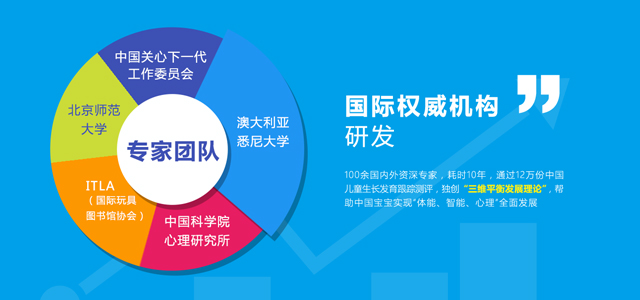 中国关心下一代
工作委员会
北京师范
大学
澳大利亚
悉尼大学
专家团队
ITLA
（国际玩具
图书馆协会）
中国科学院
心理研究所
国际权威机构
研发
100余国内外资深专家，耗时10年，通过12万份中国
儿童生长发育跟踪测评，独创“三维平衡发展理论”，帮
助中国宝宝实现“体能、智能、心理”全面发展